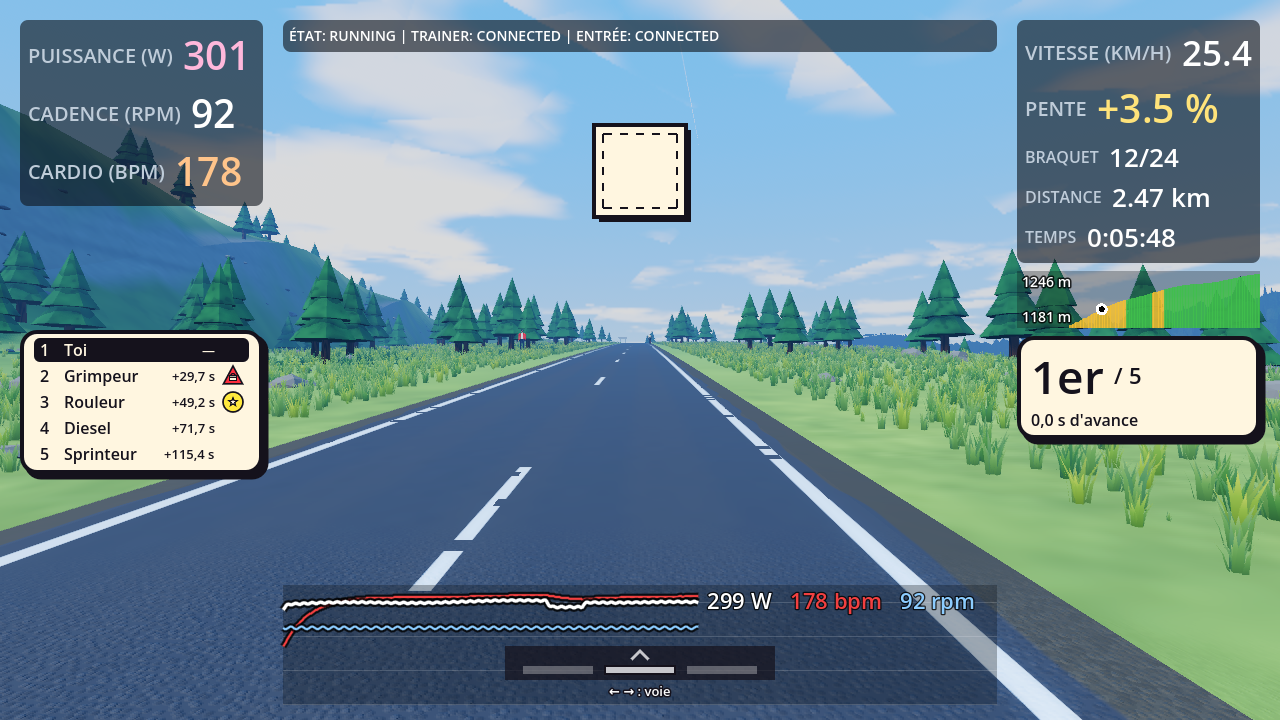 PUISSANCE (W) 301
CADENCE (RPM) 92
CARDIO (BPM) 178
ÉTAT: RUNNING | TRAINER: CONNECTED | ENTRÉE: CONNECTED
VITESSE (KM/H) 25.4
PENTE +3.5 %
BRAQUET 12/24
DISTANCE 2.47 km
TEMPS 0:05:48
1246 m
1181 m
1 Toi —
2 Grimpeur +29,7 s
3 Rouleur +49,2 s
4 Diesel +71,7 s
5 Sprinteur +115,4 s
1er / 5
0,0 s d'avance
299 W 178 bpm 92 rpm
← → : voie